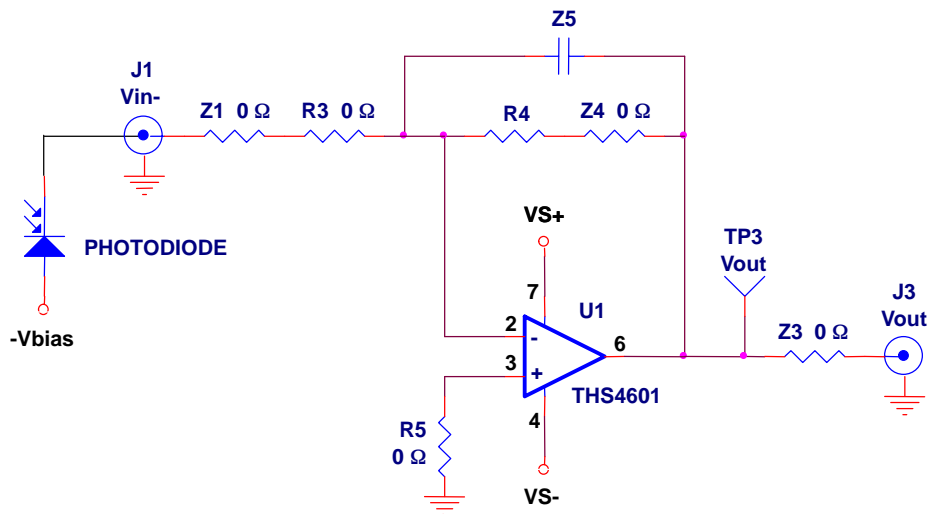 Z5
J1
Vin-
Z1 0 Ω
R3 0 Ω
R4
Z4 0 Ω
PHOTODIODE
-Vbias
VS+
7
U1
2
-
3
+
6
THS4601
4
VS-
R5
0 Ω
TP3
Vout
Z3 0 Ω
J3
Vout